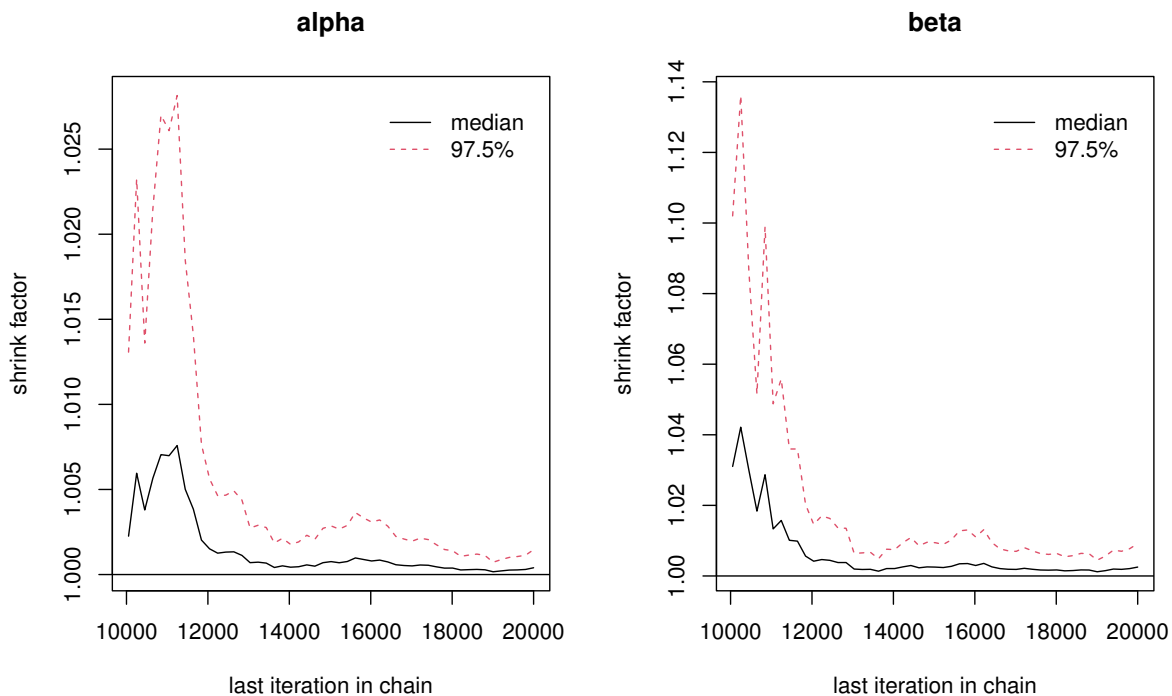 alpha
shrink factor
1.000
1.005
1.010
1.015
1.020
1.025
median
97.5%
10000 12000 14000 16000 18000 20000
last iteration in chain
beta
shrink factor
1.00
1.02
1.04
1.06
1.08
1.10
1.12
1.14
median
97.5%
10000 12000 14000 16000 18000 20000
last iteration in chain